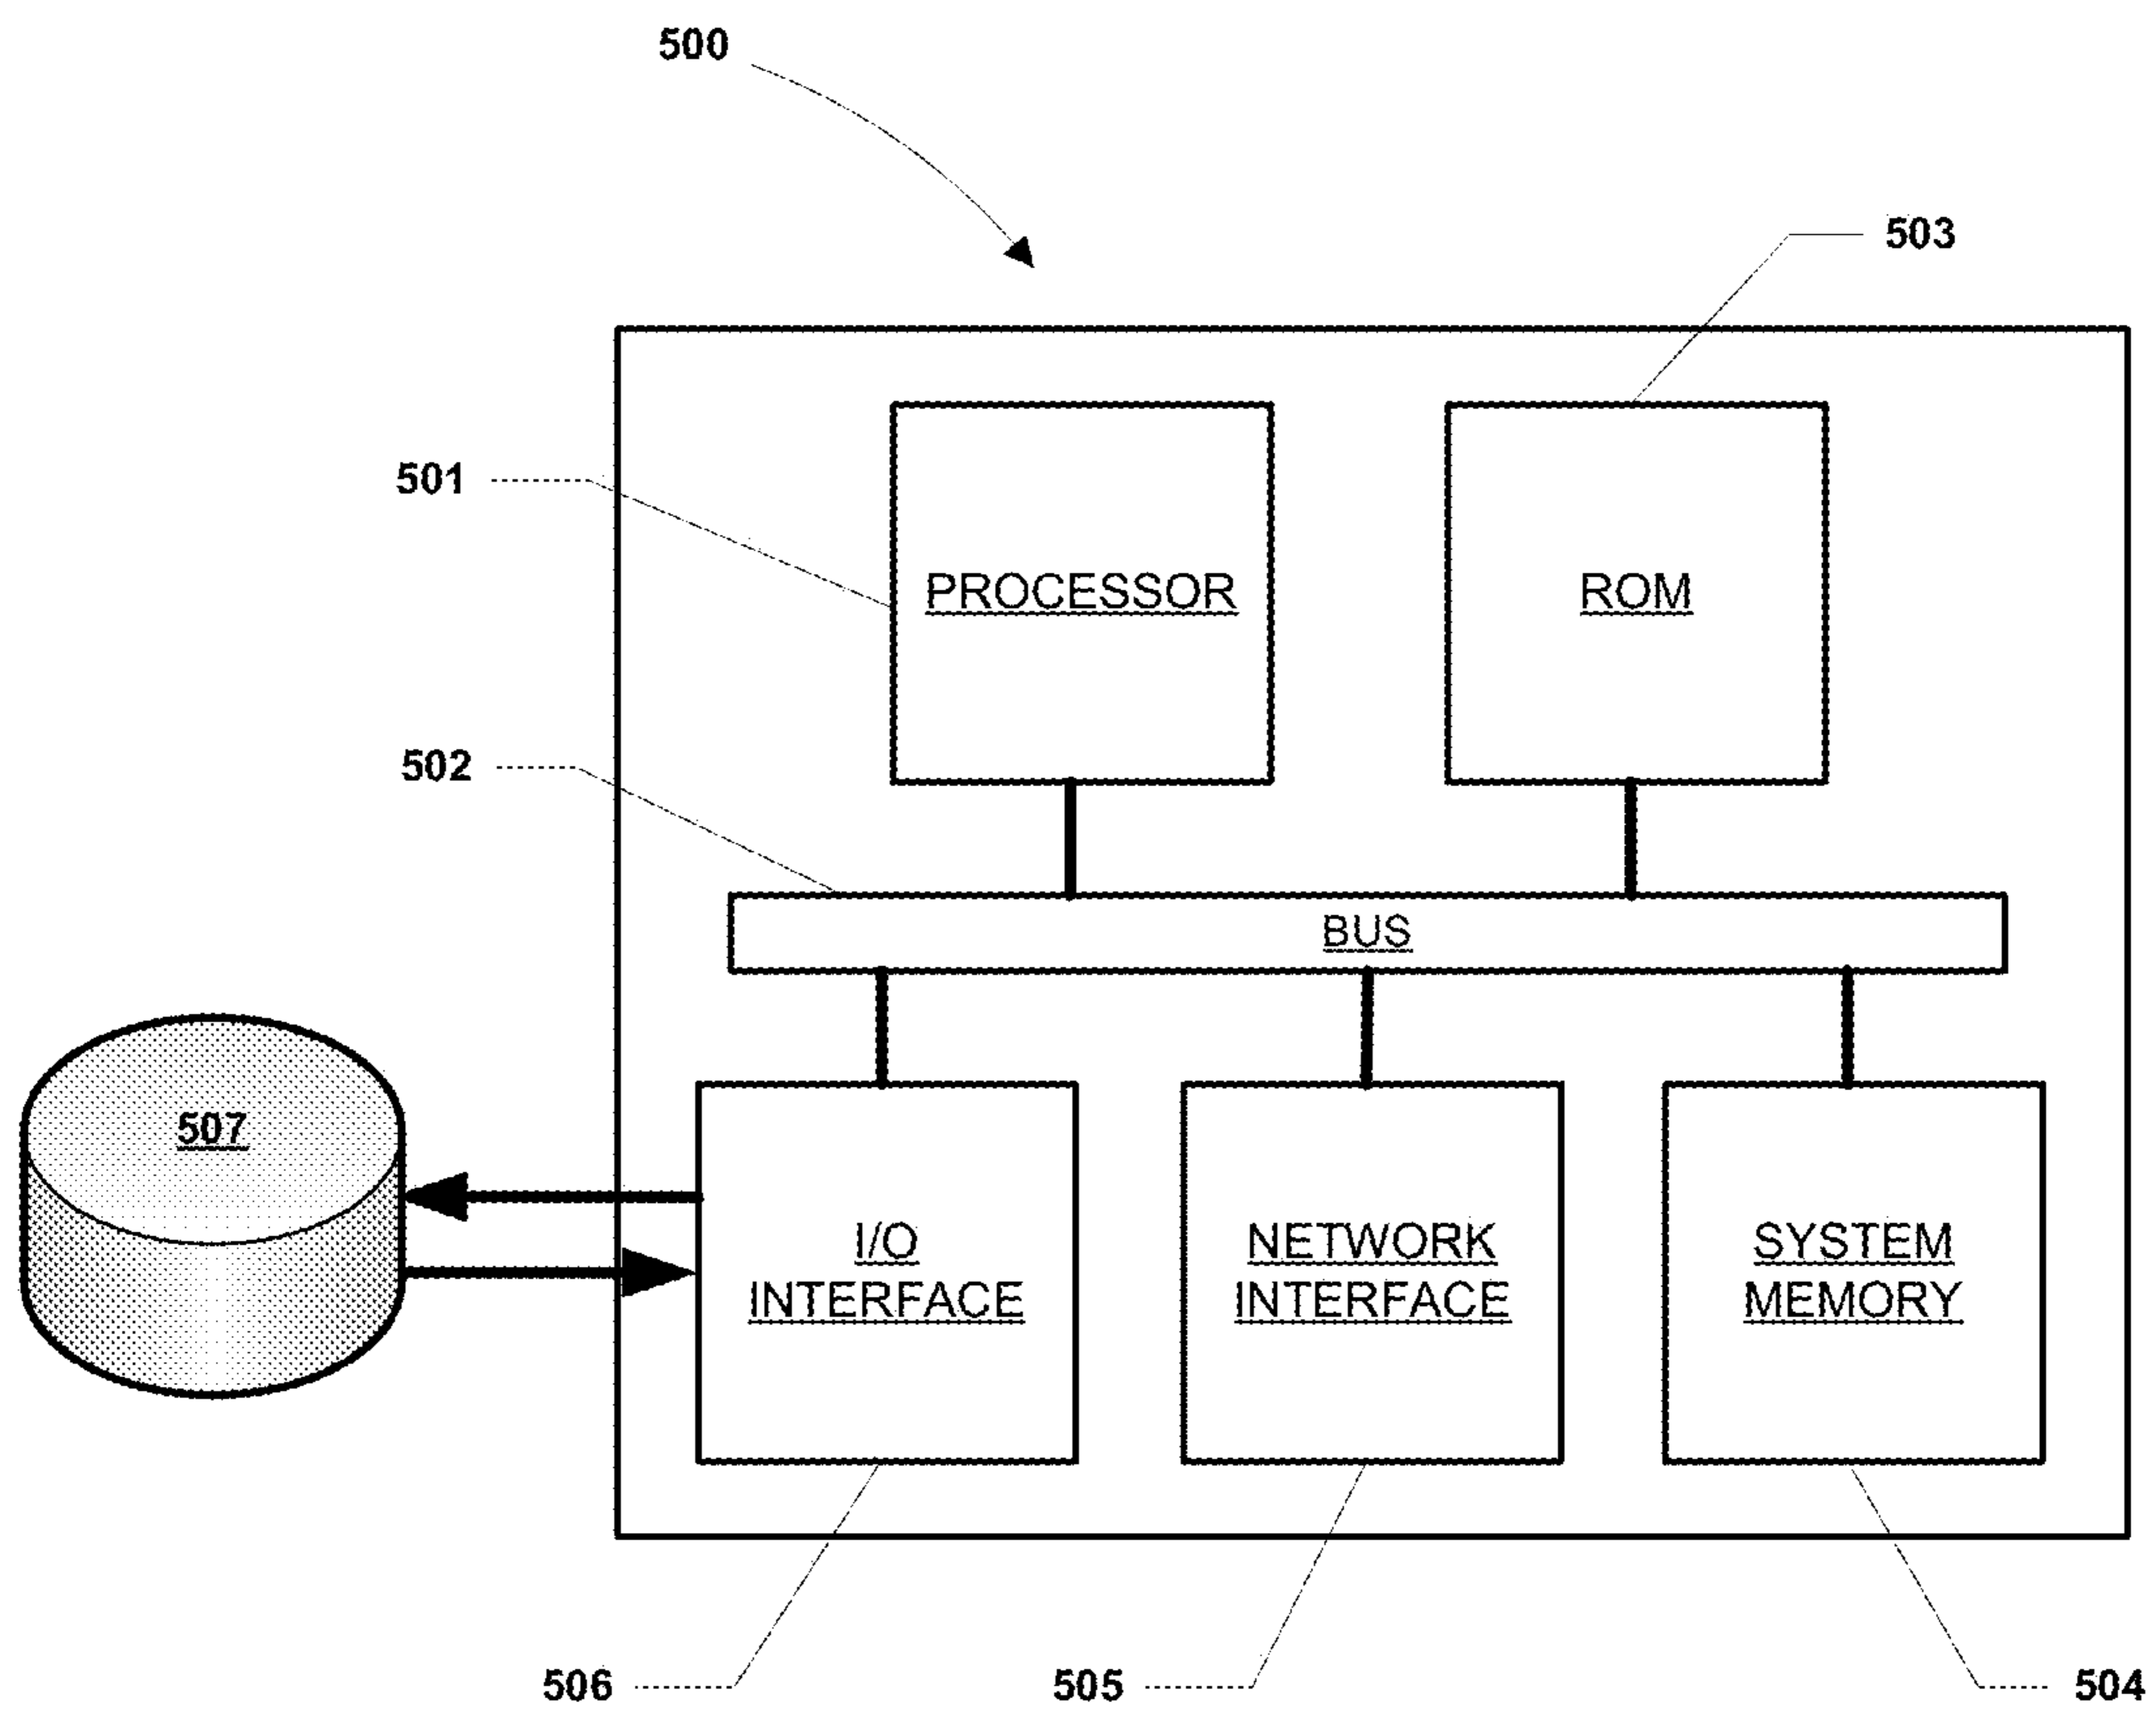 500
503
501
PROCESSOR
ROM
502
BUS
507
I/O
INTERFACE
NETWORK
INTERFACE
SYSTEM
MEMORY
506
505
504